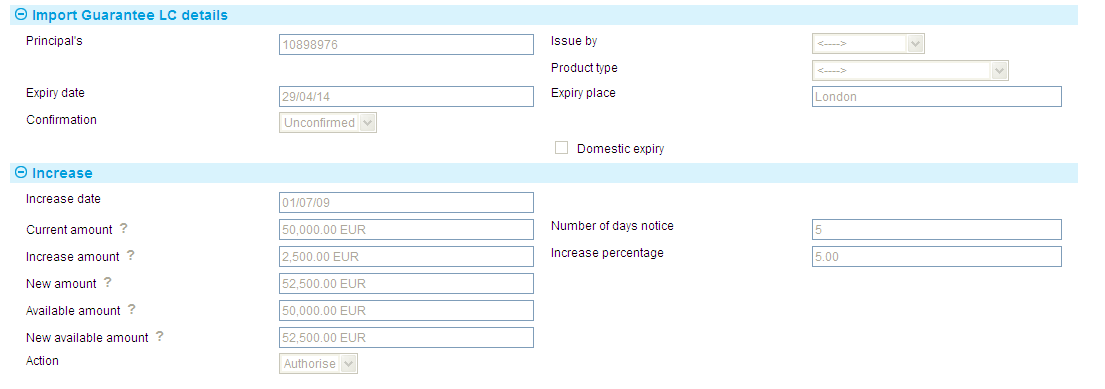 Import Guarantee LC details
Principal's 10898976 Issue by <---->
Product type <---->
Expiry date 29/04/14 Expiry place London
Confirmation Unconfirmed
Domestic expiry
Increase
Increase date 01/07/09
Current amount ? 50,000.00 EUR Number of days notice 5
Increase amount ? 2,500.00 EUR Increase percentage 5.00
New amount ? 52,500.00 EUR
Available amount ? 50,000.00 EUR
New available amount ? 52,500.00 EUR
Action Authorise